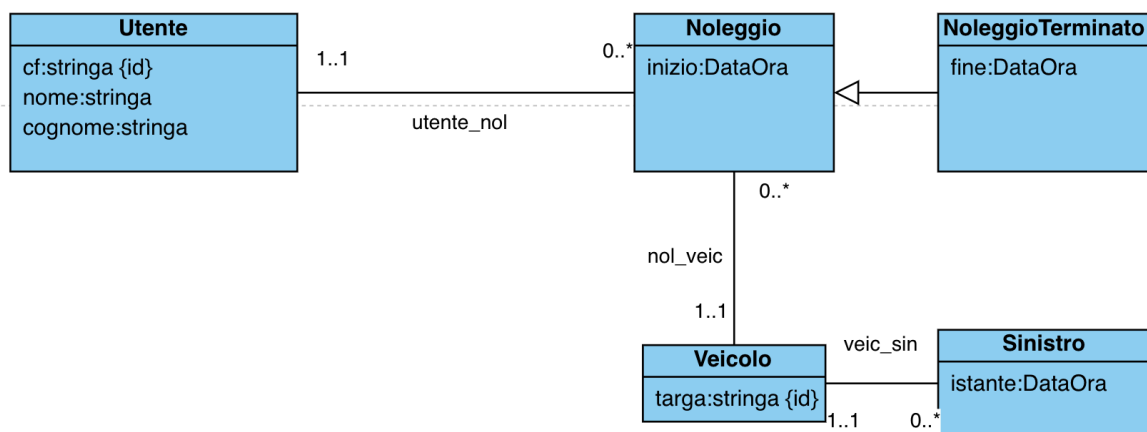 Utente
cf:stringa {id}
nome:stringa
cognome:stringa
1..1
0..*
utente_nol
Noleggio
inizio:DataOra
NoleggioTerminato
fine:DataOra
0..*
nol_veic
1..1
Veicolo
targa:stringa {id}
veic_sin
1..1
0..*
Sinistro
istante:DataOra